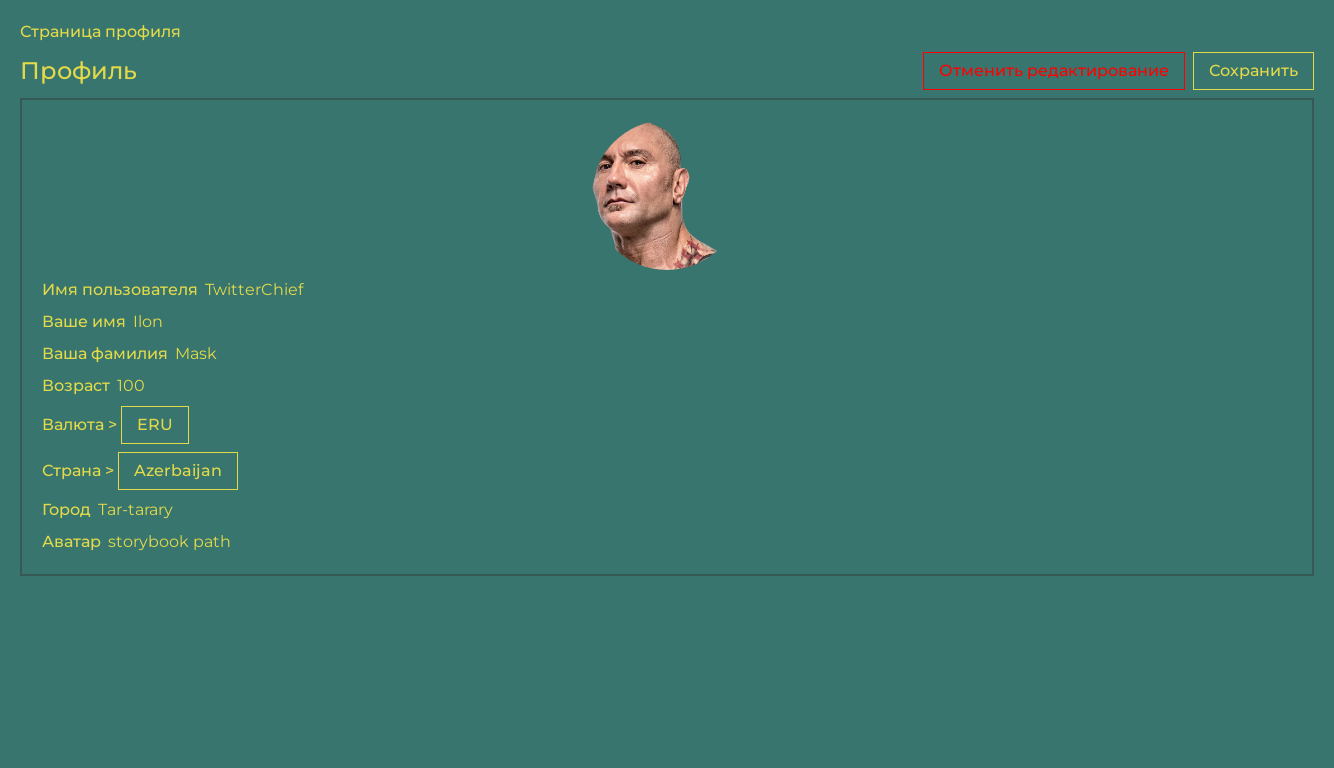 Страница профиля
Профиль
Отменить редактирование
Сохранить
Имя пользователя TwitterChief
Ваше имя Ilon
Ваша фамилия Mask
Возраст 100
Валюта > ERU
Страна > Azerbaijan
Город Tar-tarary
Аватар storybook path